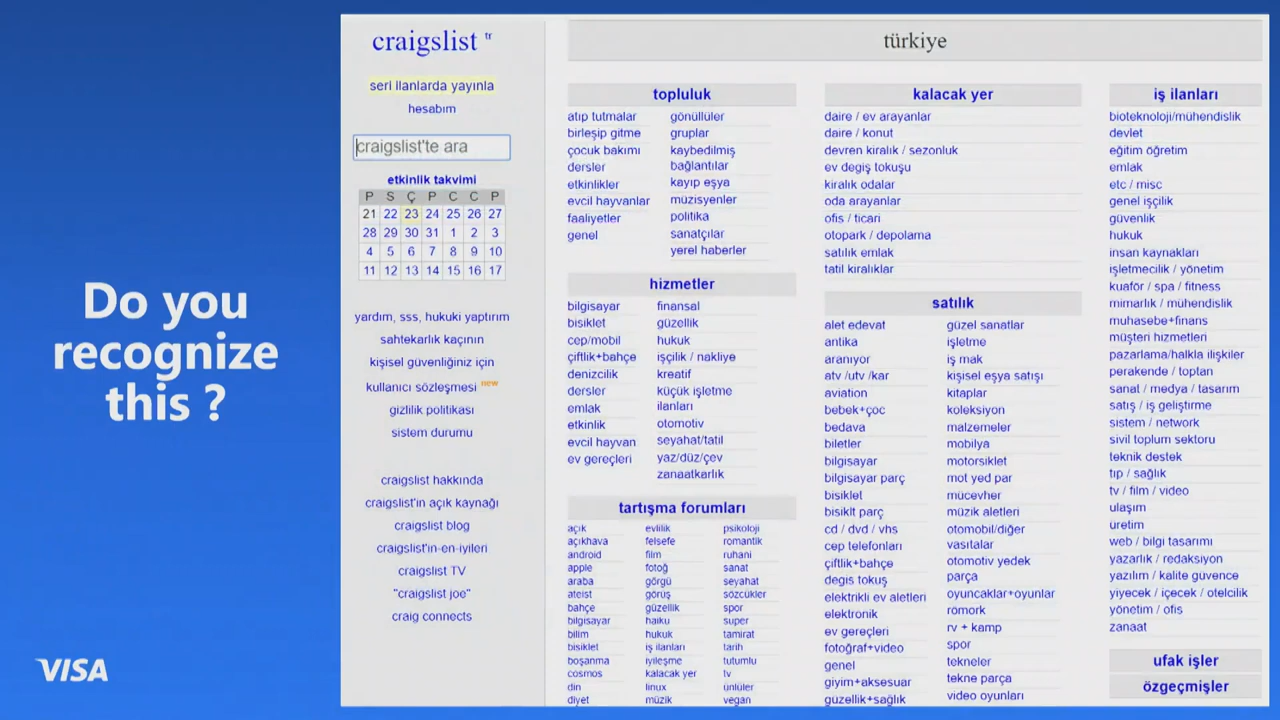 Do you
recognize
this ?
VISA
craigslist tr
seri ilanlarda yayınla
hesabım
craigslist'te ara
etkinlik takvimi
P S Ç P C C P
21 22 23 24 25 26 27
28 29 30 31 1 2 3
4 5 6 7 8 9 10
11 12 13 14 15 16 17
yardım, sss, hukuki yaptırım
sahtekarlık kaçının
kişisel güvenliğiniz için
kullanıcı sözleşmesi new
gizlilik politikası
sistem durumu
craigslist hakkında
craigslist'in açık kaynağı
craigslist blog
craigslist'in-en-iyileri
craigslist TV
"craigslist joe"
craig connects
türkiye
topluluk
atıp tutmalar
birleşip gitme
çocuk bakımı
dersler
etkinlikler
evcil hayvanlar
faaliyetler
genel
gönüllüler
gruplar
kaybedilmiş
bağlantılar
kayıp eşya
müzisyenler
politika
sanatçılar
yerel haberler
hizmetler
bilgisayar
bisiklet
cep/mobil
çiftlik+bahçe
denizcilik
dersler
emlak
etkinlik
evcil hayvan
ev gereçleri
finansal
güzellik
hukuk
işçilik / nakliye
kreatif
küçük işletme
ilanları
otomotiv
seyahat/tatil
yaz/düz/çev
zanaatkarlık
tartışma forumları
açık
açıkhava
android
apple
araba
ateist
bahçe
bilgisayar
bilim
bisiklet
boşanma
cosmos
din
diyet
evlilik
felsefe
film
fotoğ
görgü
görüş
güzellik
haiku
hukuk
iş ilanları
iyileşme
kalacak yer
linux
müzik
psikoloji
romantik
ruhani
sanat
seyahat
sözcükler
spor
süper
tamirat
tarih
tutumlu
tv
ünlüler
vegan
kalacak yer
daire / ev arayanlar
daire / konut
devren kiralık / sezonluk
ev değiş tokuşu
kiralık odalar
oda arayanlar
ofis / ticari
otopark / depolama
satılık emlak
tatil kiralıklar
satılık
alet edevat
antika
aranıyor
atv /utv /kar
aviation
bebek+çoc
bedava
biletler
bilgisayar
bilgisayar parç
bisiklet
bisiklt parç
cd / dvd / vhs
cep telefonları
çiftlik+bahçe
değiş tokuş
elektrikli ev aletleri
elektronik
ev gereçleri
fotoğraf+video
genel
giyim+aksesuar
güzellik+sağlık
güzel sanatlar
işletme
iş mak
kişisel eşya satışı
kitaplar
koleksiyon
malzemeler
mobilya
motorsiklet
mot yed par
mücevher
müzik aletleri
otomobil/diğer
vasıtalar
otomotiv yedek
parça
oyuncaklar+oyunlar
römork
rv + kamp
spor
tekneler
tekne parça
video oyunları
iş ilanları
bioteknoloji/mühendislik
devlet
eğitim öğretim
emlak
etc / misc
genel işçilik
güvenlik
hukuk
insan kaynakları
işletmecilik / yönetim
kuaför / spa / fitness
mimarlık / mühendislik
muhasebe+finans
müşteri hizmetleri
pazarlama/halkla ilişkiler
perakende / toptan
sanat / medya / tasarım
satış / iş geliştirme
sistem / network
sivil toplum sektörü
teknik destek
tıp / sağlık
tv / film / video
ulaşım
üretim
web / bilgi tasarımı
yazarlık / redaksiyon
yazılım / kalite güvence
yiyecek / içecek / otelcilik
yönetim / ofis
zanaat
ufak işler
özgeçmişler